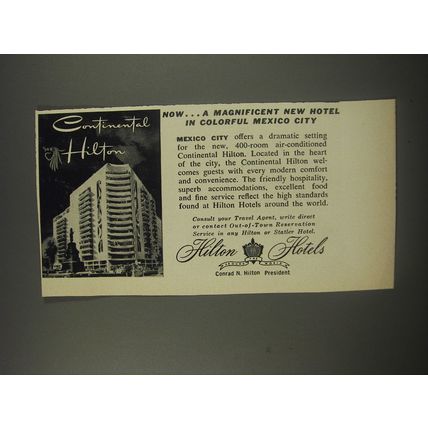 Continental
Hilton
NOW... A MAGNIFICENT NEW HOTEL
IN COLORFUL MEXICO CITY
MEXICO CITY offers a dramatic setting
for the new, 400-room air-conditioned
Continental Hilton. Located in the heart
of the city, the Continental Hilton wel-
comes guests with every modern comfort
and convenience. The friendly hospitality,
superb accommodations, excellent food
and fine service reflect the high standards
found at Hilton Hotels around the world.
Consult your Travel Agent, write direct
or contact Out-of-Town Reservation
Service in any Hilton or Statler Hotel.
Hilton Hotels
AROUND THE WORLD
Conrad N. Hilton President